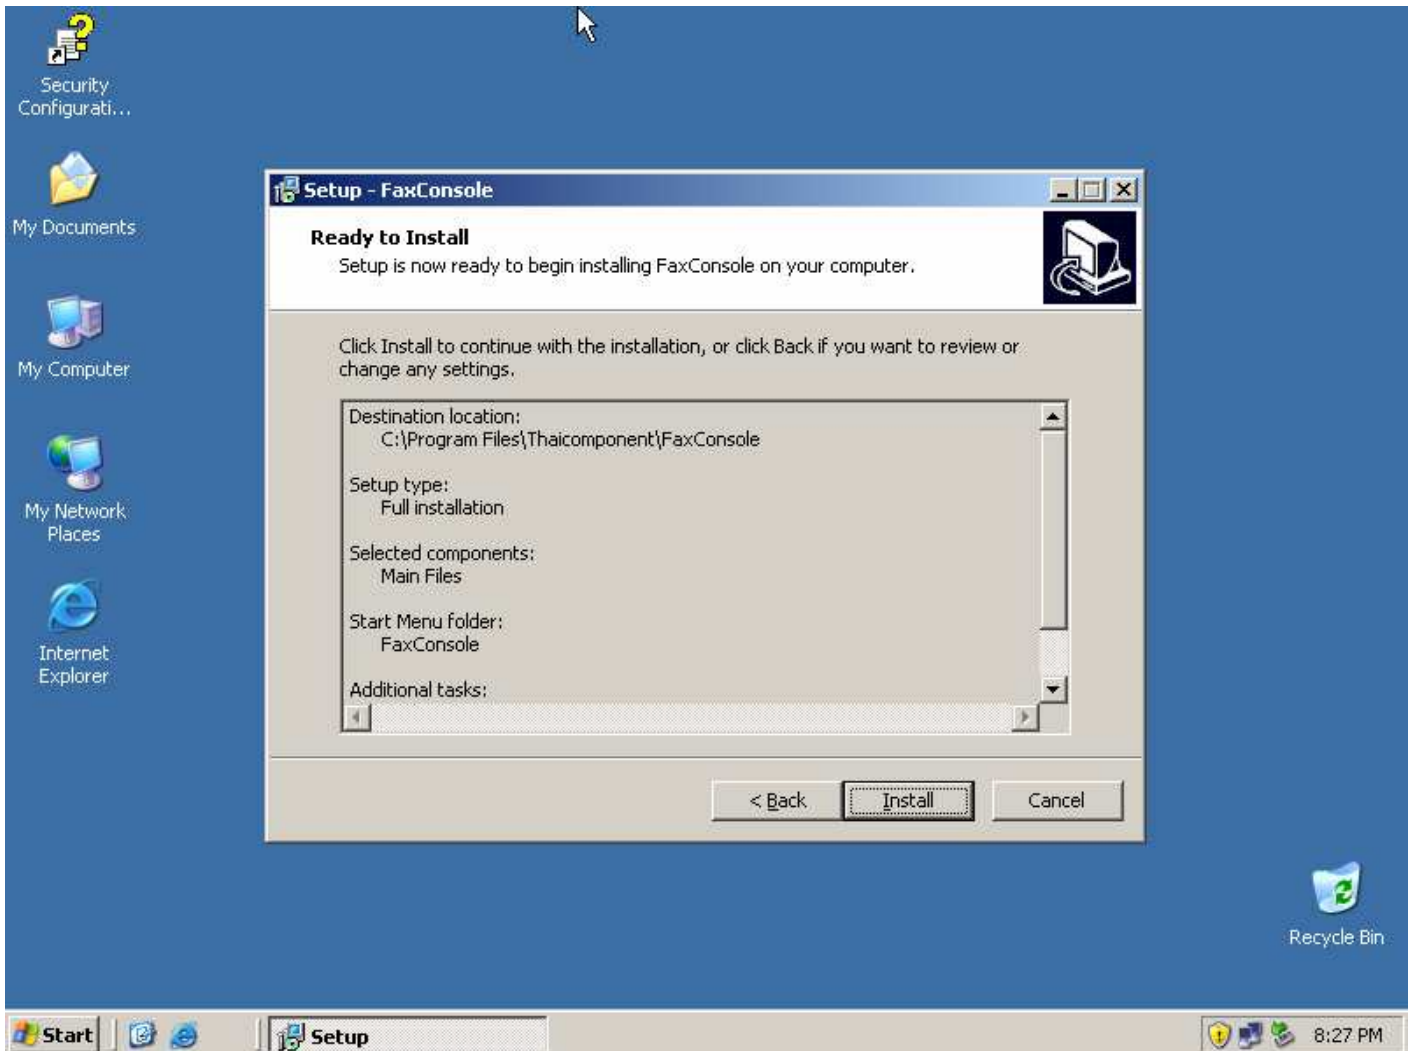 Security
Configurati...
My Documents
My Computer
My Network
Places
Internet
Explorer
Setup - FaxConsole
Ready to Install
Setup is now ready to begin installing FaxConsole on your computer.
Click Install to continue with the installation, or click Back if you want to review or
change any settings.
Destination location:
C:\Program Files\Thaicomponent\FaxConsole
Setup type:
Full installation
Selected components:
Main Files
Start Menu folder:
FaxConsole
Additional tasks:
< Back
Install
Cancel
Recycle Bin
Start
Setup
8:27 PM